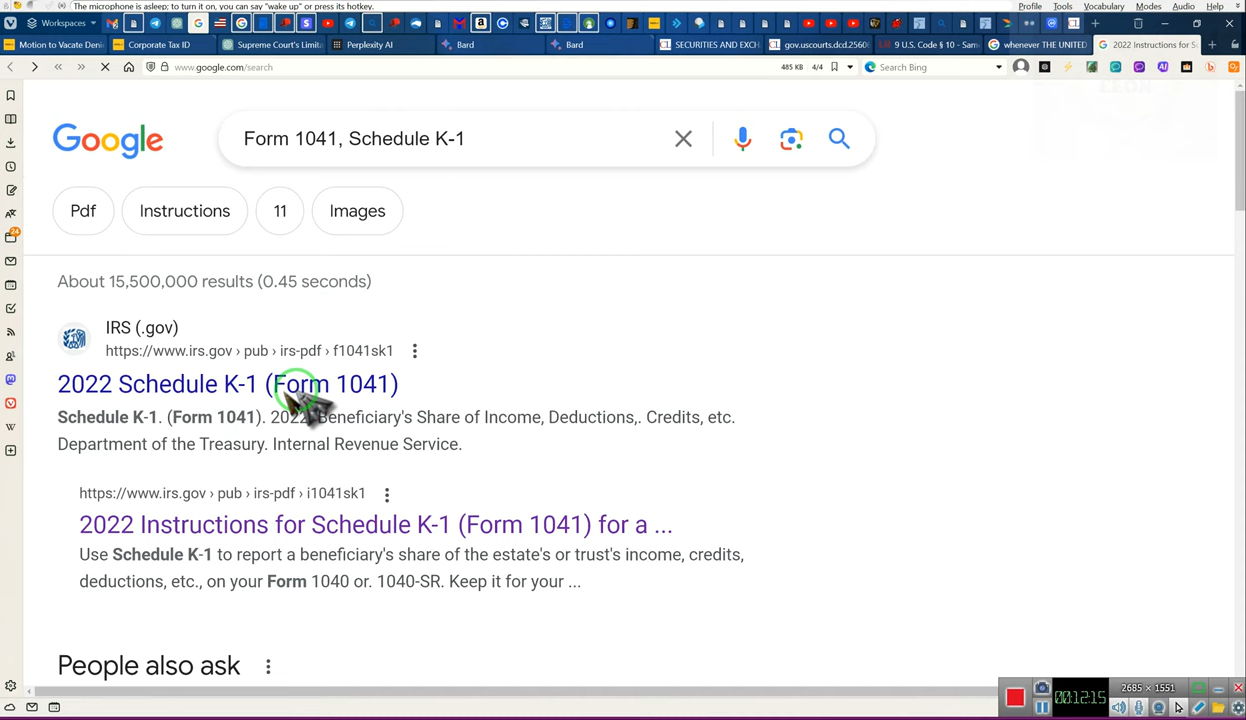 The microphone is asleep; to turn it on, you can say "wake up" or press its hotkey.
Profile Tools Vocabulary Modes Audio Help
Workspaces
Motion to Vacate Deni
Corporate Tax ID
Supreme Court's Limita
Perplexity AI
Bard
Bard
SECURITIES AND EXCH
gov.uscourts.dcd.2560
9 U.S. Code § 10 - Sam
whenever THE UNITED
2022 Instructions for S
www.google.com/search
485 KB 4/4
Search Bing
Google
Form 1041, Schedule K-1
Pdf
Instructions
11
Images
About 15,500,000 results (0.45 seconds)
IRS (.gov)
https://www.irs.gov › pub › irs-pdf › f1041sk1
2022 Schedule K-1 (Form 1041)
Schedule K-1. (Form 1041). 2022. Beneficiary's Share of Income, Deductions,. Credits, etc.
Department of the Treasury. Internal Revenue Service.
https://www.irs.gov › pub › irs-pdf › i1041sk1
2022 Instructions for Schedule K-1 (Form 1041) for a ...
Use Schedule K-1 to report a beneficiary's share of the estate's or trust's income, credits,
deductions, etc., on your Form 1040 or. 1040-SR. Keep it for your ...
People also ask
2685 × 1551
00:12:15